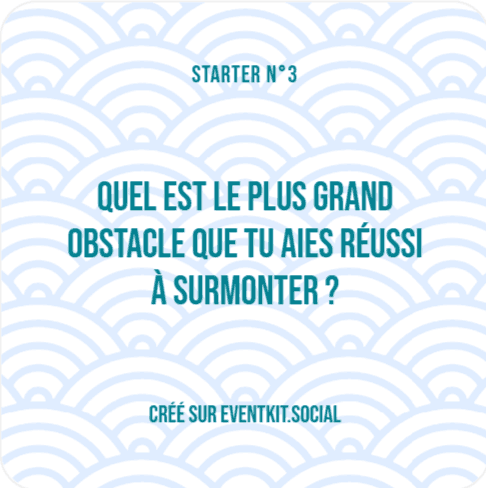 STARTER N°3
QUEL EST LE PLUS GRAND
OBSTACLE QUE TU AIES RÉUSSI
À SURMONTER ?
CRÉÉ SUR EVENTKIT.SOCIAL